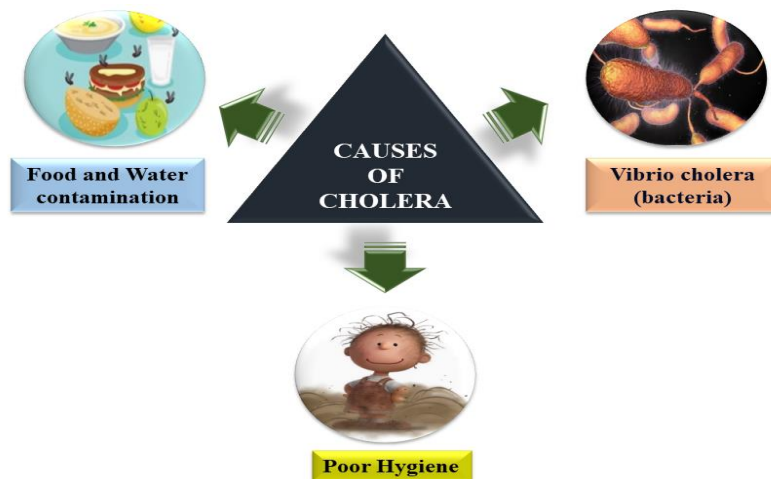 CAUSES
OF
CHOLERA
Food and Water
contamination
Vibrio cholera
(bacteria)
Poor Hygiene